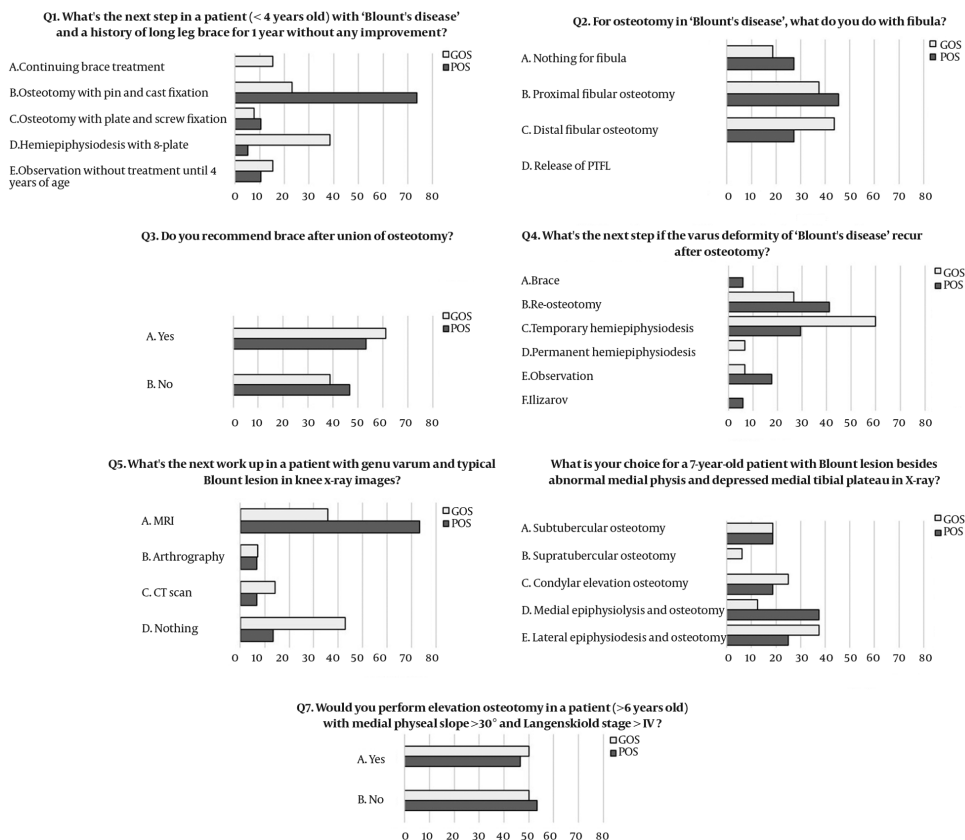 Q1. What's the next step in a patient (< 4 years old) with ‘Blount's disease’
and a history of long leg brace for 1 year without any improvement?
GOS
POS
A.Continuing brace treatment
B.Osteotomy with pin and cast fixation
C.Osteotomy with plate and screw fixation
D.Hemiepiphysiodesis with 8-plate
E.Observation without treatment until 4
years of age
0 10 20 30 40 50 60 70 80
Q2. For osteotomy in ‘Blount's disease’, what do you do with fibula?
GOS
POS
A. Nothing for fibula
B. Proximal fibular osteotomy
C. Distal fibular osteotomy
D. Release of PTFL
0 10 20 30 40 50 60 70 80
Q3. Do you recommend brace after union of osteotomy?
GOS
POS
A. Yes
B. No
0 10 20 30 40 50 60 70 80
Q4. What's the next step if the varus deformity of ‘Blount's disease’ recur
after osteotomy?
GOS
POS
A.Brace
B.Re-osteotomy
C.Temporary hemiepiphysiodesis
D.Permanent hemiepiphysiodesis
E.Observation
F.Ilizarov
0 10 20 30 40 50 60 70 80
Q5. What's the next work up in a patient with genu varum and typical
Blount lesion in knee x-ray images?
GOS
POS
A. MRI
B. Arthrography
C. CT scan
D. Nothing
0 10 20 30 40 50 60 70 80
What is your choice for a 7-year-old patient with Blount lesion besides
abnormal medial physis and depressed medial tibial plateau in X-ray?
GOS
POS
A. Subtubercular osteotomy
B. Supratubercular osteotomy
C. Condylar elevation osteotomy
D. Medial epiphysiolysis and osteotomy
E. Lateral epiphysiodesis and osteotomy
0 10 20 30 40 50 60 70 80
Q7. Would you perform elevation osteotomy in a patient (>6 years old)
with medial physeal slope >30° and Langenskiold stage > IV ?
GOS
POS
A. Yes
B. No
0 10 20 30 40 50 60 70 80